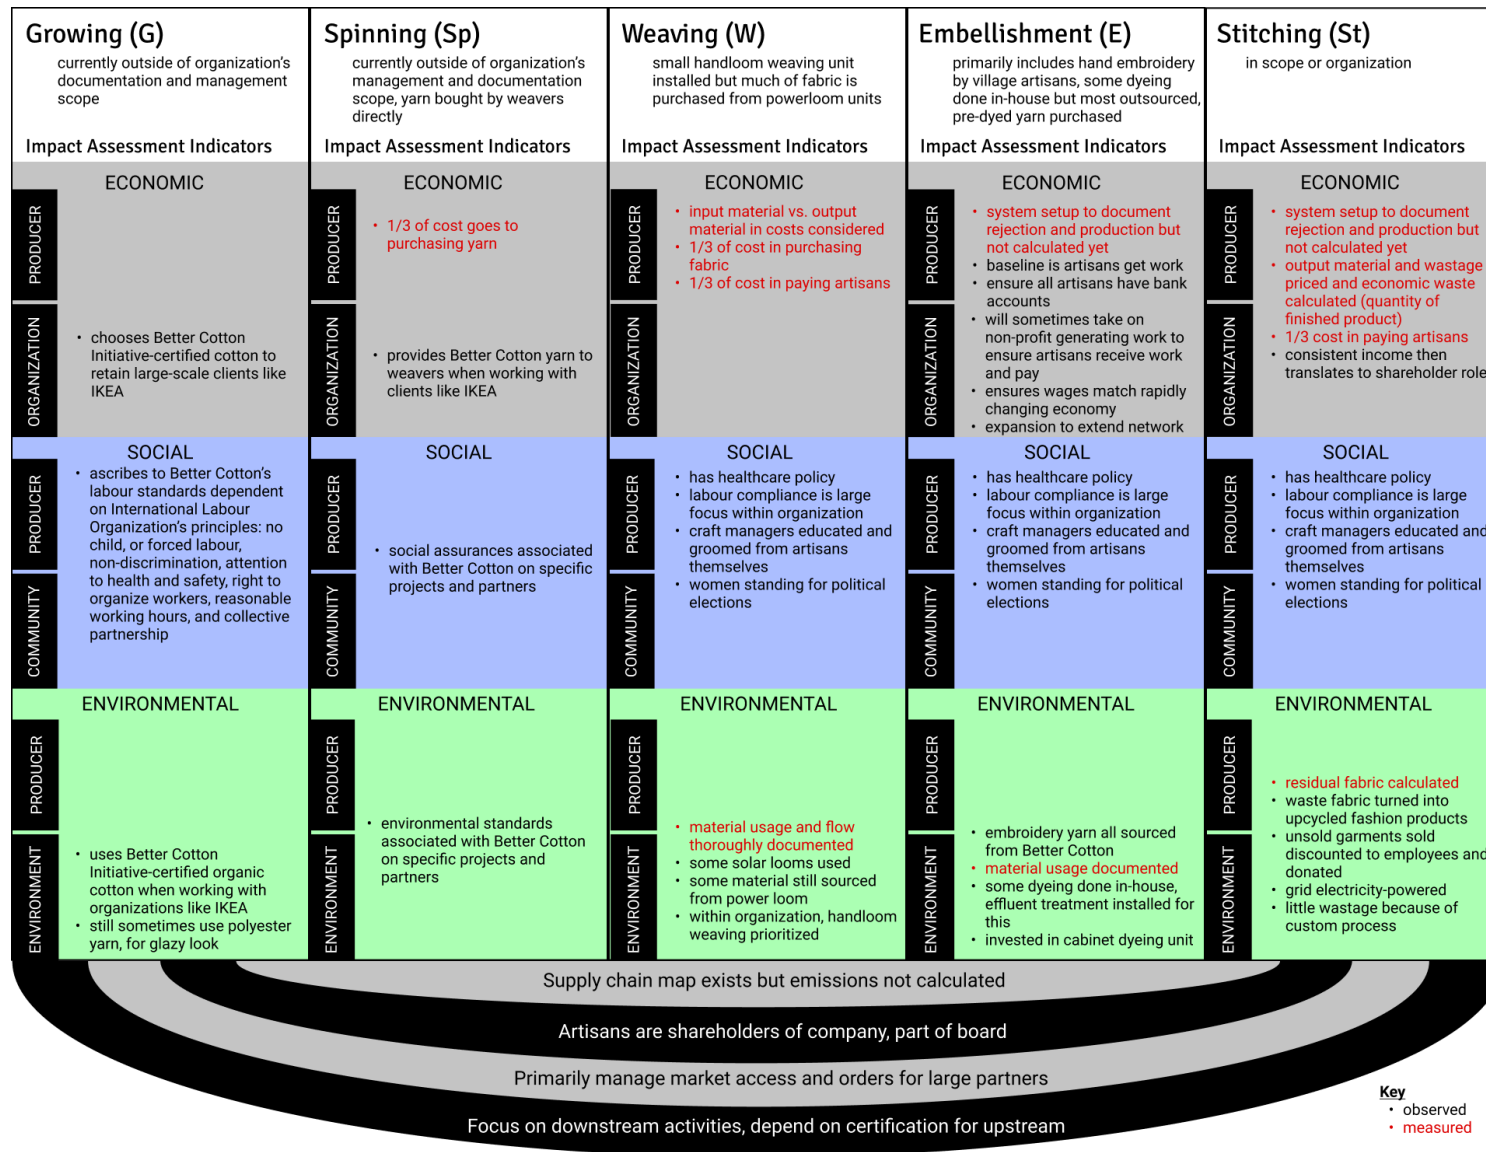 Growing (G)
currently outside of organization's
documentation and management
scope
Impact Assessment Indicators
ECONOMIC
PRODUCER
ORGANIZATION
• chooses Better Cotton
Initiative-certified cotton to
retain large-scale clients like
IKEA
SOCIAL
PRODUCER
COMMUNITY
• ascribes to Better Cotton's
labour standards dependent
on International Labour
Organization's principles: no
child, or forced labour,
non-discrimination, attention
to health and safety, right to
organize workers, reasonable
working hours, and collective
partnership
ENVIRONMENTAL
PRODUCER
ENVIRONMENT
• uses Better Cotton
Initiative-certified organic
cotton when working with
organizations like IKEA
• still sometimes use polyester
yarn, for glazy look
Spinning (Sp)
currently outside of organization's
management and documentation
scope, yarn bought by weavers
directly
Impact Assessment Indicators
ECONOMIC
PRODUCER
• 1/3 of cost goes to
purchasing yarn
ORGANIZATION
• provides Better Cotton yarn to
weavers when working with
clients like IKEA
SOCIAL
PRODUCER
COMMUNITY
• social assurances associated
with Better Cotton on specific
projects and partners
ENVIRONMENTAL
PRODUCER
ENVIRONMENT
• environmental standards
associated with Better Cotton
on specific projects and
partners
Weaving (W)
small handloom weaving unit
installed but much of fabric is
purchased from powerloom units
Impact Assessment Indicators
ECONOMIC
PRODUCER
ORGANIZATION
• input material vs. output
material in costs considered
• 1/3 of cost in purchasing
fabric
• 1/3 of cost in paying artisans
SOCIAL
PRODUCER
COMMUNITY
• has healthcare policy
• labour compliance is large
focus within organization
• craft managers educated and
groomed from artisans
themselves
• women standing for political
elections
ENVIRONMENTAL
PRODUCER
ENVIRONMENT
• material usage and flow
thoroughly documented
• some solar looms used
• some material still sourced
from power loom
• within organization, handloom
weaving prioritized
Embellishment (E)
primarily includes hand embroidery
by village artisans, some dyeing
done in-house but most outsourced,
pre-dyed yarn purchased
Impact Assessment Indicators
ECONOMIC
PRODUCER
ORGANIZATION
• system setup to document
rejection and production but
not calculated yet
• baseline is artisans get work
• ensure all artisans have bank
accounts
• will sometimes take on
non-profit generating work to
ensure artisans receive work
and pay
• ensures wages match rapidly
changing economy
• expansion to extend network
SOCIAL
PRODUCER
COMMUNITY
• has healthcare policy
• labour compliance is large
focus within organization
• craft managers educated and
groomed from artisans
themselves
• women standing for political
elections
ENVIRONMENTAL
PRODUCER
ENVIRONMENT
• embroidery yarn all sourced
from Better Cotton
• material usage documented
• some dyeing done in-house,
effluent treatment installed for
this
• invested in cabinet dyeing unit
Stitching (St)
in scope or organization
Impact Assessment Indicators
ECONOMIC
PRODUCER
ORGANIZATION
• system setup to document
rejection and production but
not calculated yet
• output material and wastage
priced and economic waste
calculated (quantity of
finished product)
• 1/3 cost in paying artisans
• consistent income then
translates to shareholder role
SOCIAL
PRODUCER
COMMUNITY
• has healthcare policy
• labour compliance is large
focus within organization
• craft managers educated and
groomed from artisans
themselves
• women standing for political
elections
ENVIRONMENTAL
PRODUCER
ENVIRONMENT
• residual fabric calculated
• waste fabric turned into
upcycled fashion products
• unsold garments sold
discounted to employees and
donated
• grid electricity-powered
• little wastage because of
custom process
Supply chain map exists but emissions not calculated
Artisans are shareholders of company, part of board
Primarily manage market access and orders for large partners
Focus on downstream activities, depend on certification for upstream
Key
• observed
• measured